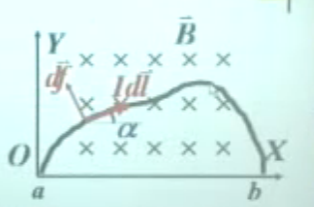 Y
B⃗
df⃗ Idl⃗
α
O X
a b